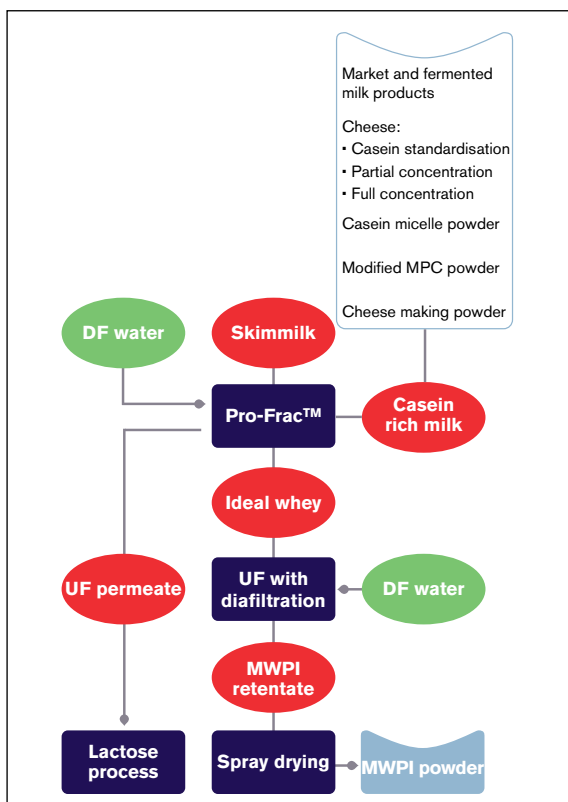 Market and fermented
milk products
Cheese:
▪ Casein standardisation
▪ Partial concentration
▪ Full concentration
Casein micelle powder
Modified MPC powder
Cheese making powder
DF water
Skimmilk
Pro-Frac™
Casein
rich milk
Ideal whey
UF permeate
UF with
diafiltration
DF water
MWPI
retentate
Lactose
process
Spray drying
MWPI powder